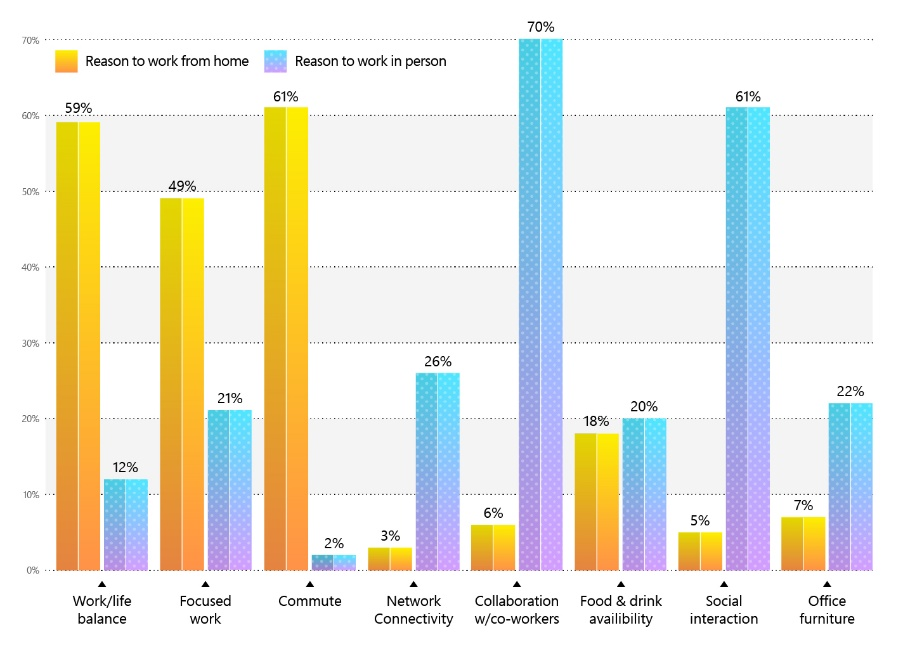 70%
60%
50%
40%
30%
20%
10%
0%
Reason to work from home
Reason to work in person
59%
12%
49%
21%
61%
2%
3%
26%
6%
70%
18%
20%
5%
61%
7%
22%
Work/life
balance
Focused
work
Commute
Network
Connectivity
Collaboration
w/co-workers
Food & drink
availibility
Social
interaction
Office
furniture